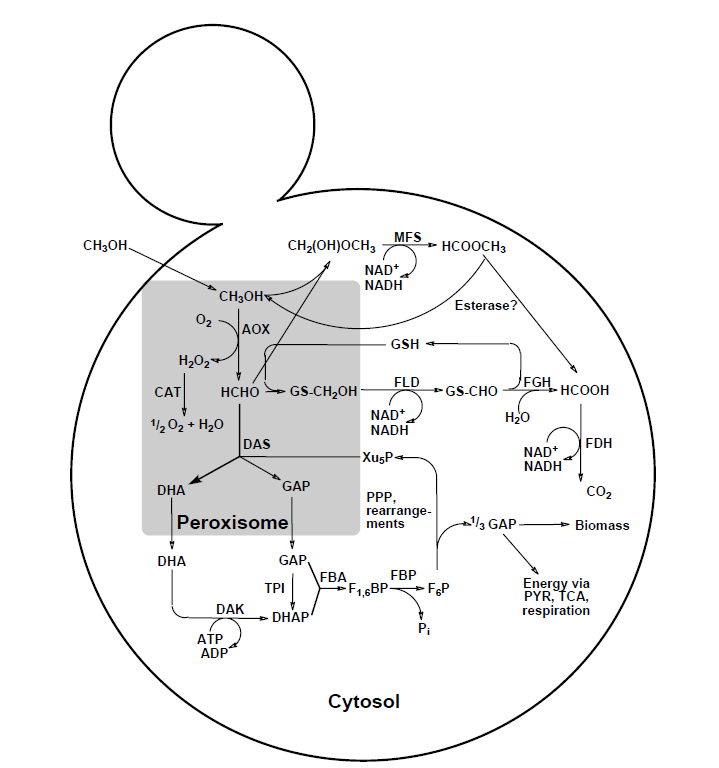 CH3OH
CH2(OH)OCH3
MFS
HCOOCH3
NAD+
NADH
CH3OH
Esterase?
O2
AOX
GSH
H2O2
CAT
HCHO
GS-CH2OH
FLD
GS-CHO
FGH
HCOOH
NAD+
NADH
H2O
1/2 O2 + H2O
DAS
NAD+
NADH
FDH
Xu5P
DHA
GAP
CO2
PPP,
rearrange-
ments
Peroxisome
1/3 GAP
Biomass
DHA
GAP
FBA
FBP
TPI
F1,6BP
F6P
Energy via
PYR, TCA,
respiration
DAK
DHAP
Pi
ATP
ADP
Cytosol